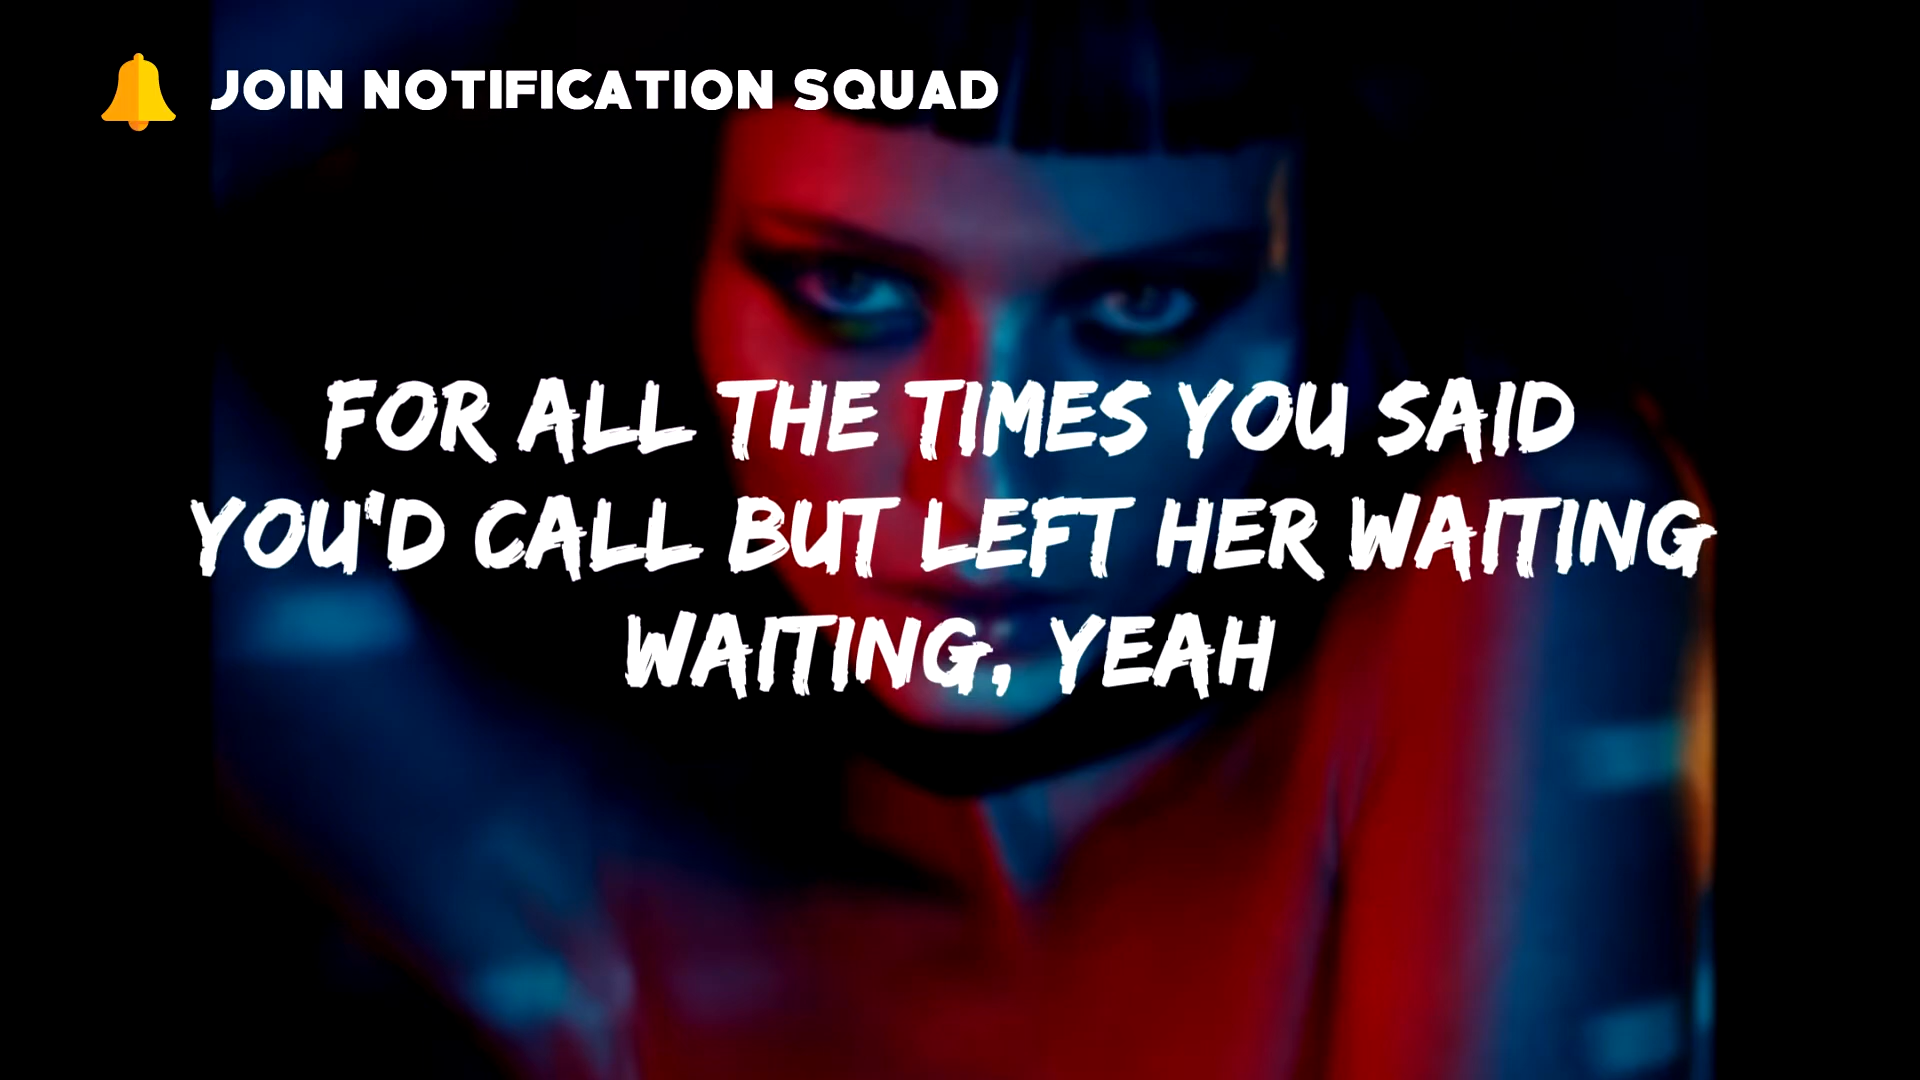 JOIN NOTIFICATION SQUAD
FOR ALL THE TIMES YOU SAID
YOU'D CALL BUT LEFT HER WAITING
WAITING, YEAH